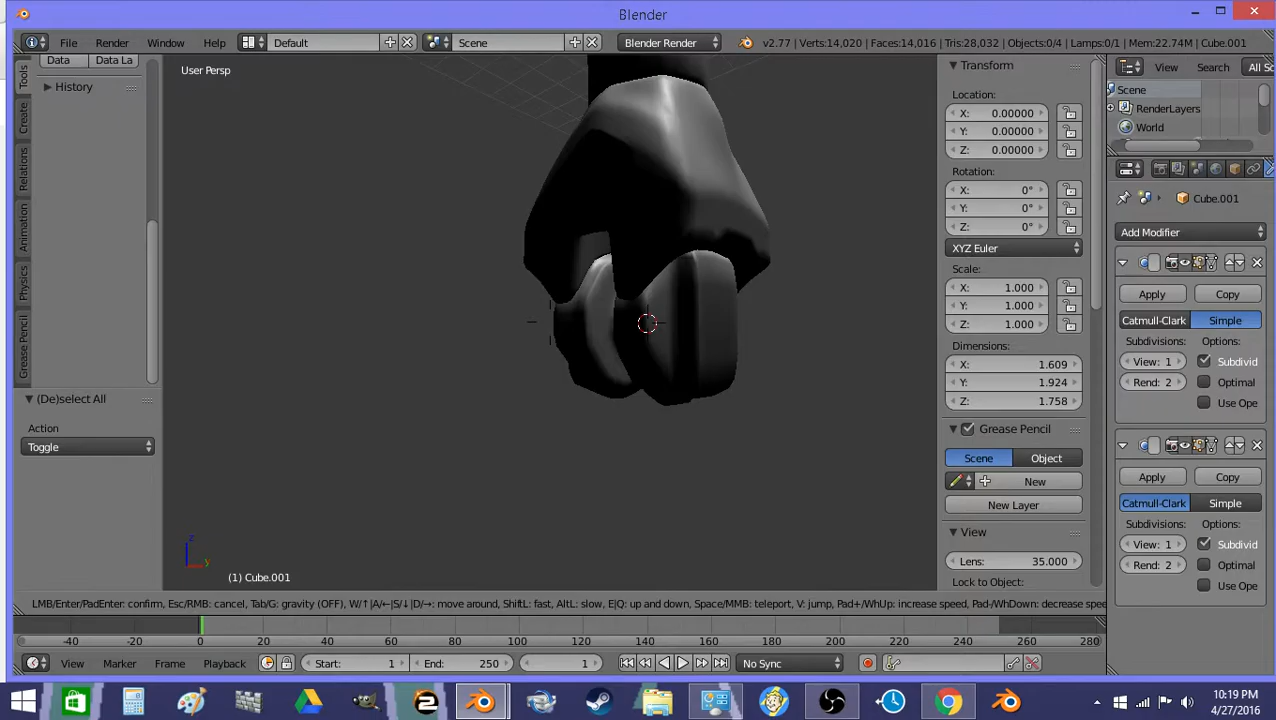 Blender
File Render Window Help Default Scene Blender Render v2.77 | Verts:14,020 | Faces:14,016 | Tris:28,032 | Objects:0/4 | Lamps:0/1 | Mem:22.74M | Cube.001
Data Data La
History
Tools
Create
Relations
Animation
Physics
Grease Pencil
(De)select All
Action
Toggle
User Persp
z
y
(1) Cube.001
Transform
Location:
X: 0.00000
Y: 0.00000
Z: 0.00000
Rotation:
X: 0°
Y: 0°
Z: 0°
XYZ Euler
Scale:
X: 1.000
Y: 1.000
Z: 1.000
Dimensions:
X: 1.609
Y: 1.924
Z: 1.758
Grease Pencil
Scene Object
New
New Layer
View
Lens: 35.000
Lock to Object:
View Search All Sc
Scene
RenderLayers
World
Cube.001
Add Modifier
Apply Copy
Catmull-Clark Simple
Subdivisions: Options:
View: 1 Subdivid
Rend: 2 Optimal
Use Ope
Apply Copy
Catmull-Clark Simple
Subdivisions: Options:
View: 1 Subdivid
Rend: 2 Optimal
Use Ope
LMB/Enter/PadEnter: confirm, Esc/RMB: cancel, Tab/G: gravity (OFF), W/↑|A/←|S/↓|D/→: move around, ShiftL: fast, AltL: slow, E|Q: up and down, Space/MMB: teleport, V: jump, Pad+/WhUp: increase speed, Pad-/WhDown: decrease spee
-40 -20 0 20 40 60 80 100 120 140 160 180 200 220 240 260 280
View Marker Frame Playback Start: 1 End: 250 1 No Sync
10:19 PM
4/27/2016